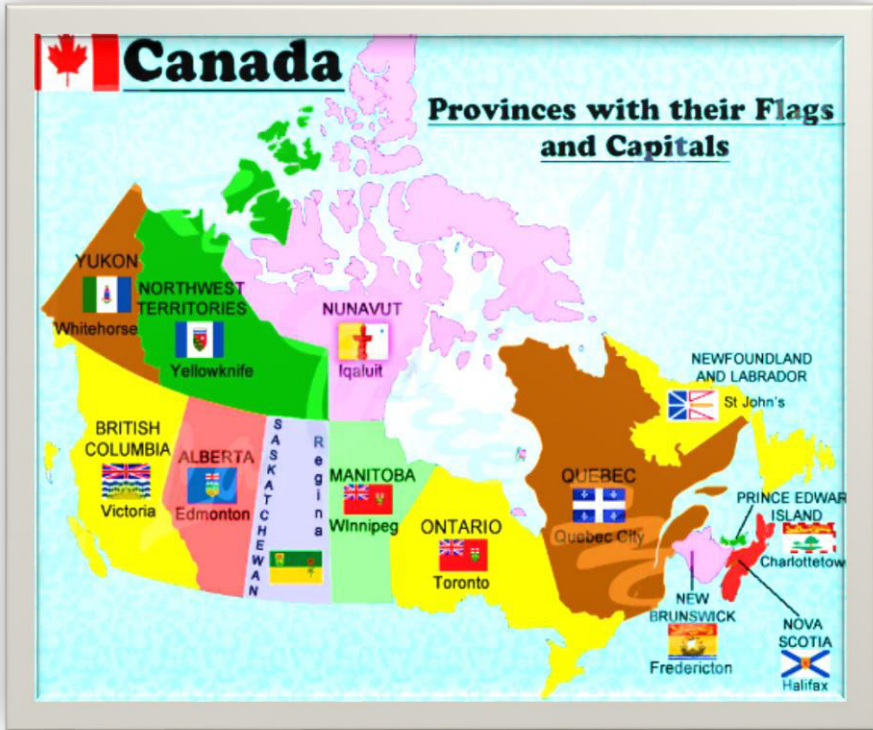 Canada
Provinces with their Flags
and Capitals
YUKON
Whitehorse
NORTHWEST
TERRITORIES
Yellowknife
NUNAVUT
Iqaluit
NEWFOUNDLAND
AND LABRADOR
St John's
BRITISH
COLUMBIA
Victoria
ALBERTA
Edmonton
SASKATCHEWAN
Regina
MANITOBA
WInnipeg
ONTARIO
Toronto
QUEBEC
Quebec City
PRINCE EDWAR
ISLAND
Charlottetow
NEW
BRUNSWICK
Fredericton
NOVA
SCOTIA
Halifax